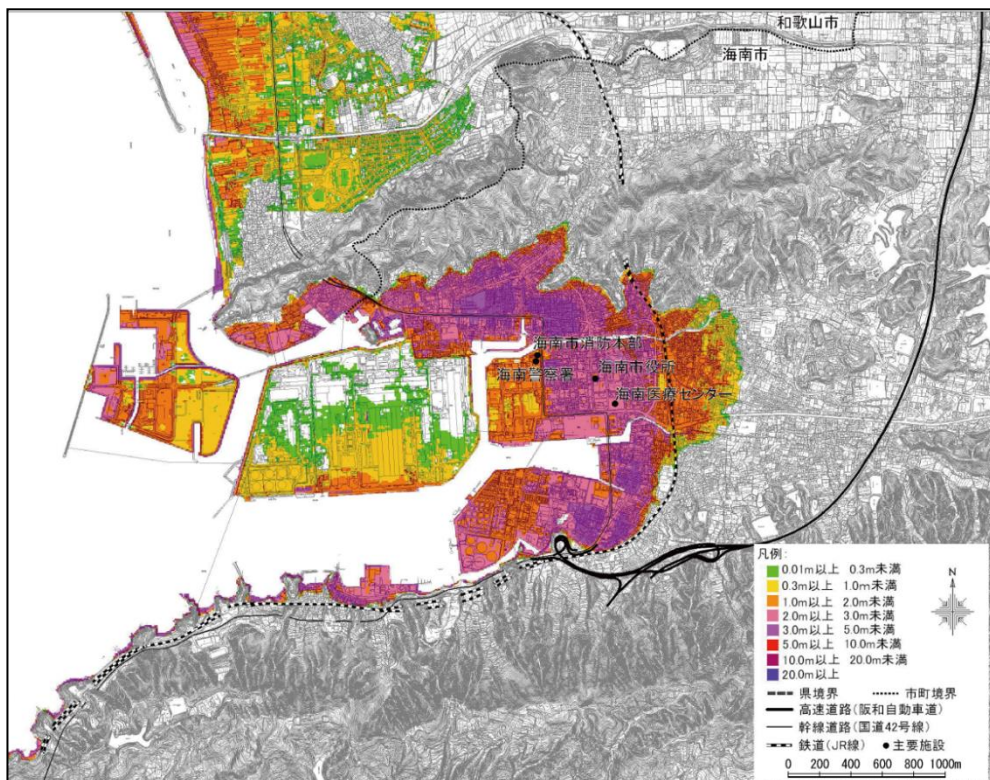 和歌山市
海南市
海南市消防本部
海南警察署
海南市役所
海南医療センター
凡例:
0.01m以上 0.3m未満
0.3m以上 1.0m未満
1.0m以上 2.0m未満
2.0m以上 3.0m未満
3.0m以上 5.0m未満
5.0m以上 10.0m未満
10.0m以上 20.0m未満
20.0m以上
N
県境界 市町境界
高速道路(阪和自動車道)
幹線道路(国道42号線)
鉄道(JR線) ●主要施設
0 200 400 600 800 1000m